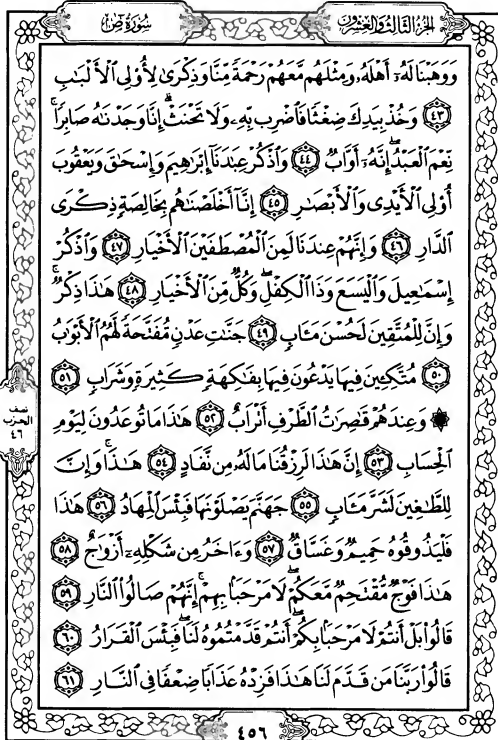 الجزء الثالث والعشرون
سورة ص
وَوَهَبْنَا لَهُۥٓ أَهْلَهُۥ وَمِثْلَهُم مَّعَهُمْ رَحْمَةً مِّنَّا وَذِكْرَىٰ لِأُو۟لِى ٱلْأَلْبَٰبِ
٤٣ وَخُذْ بِيَدِكَ ضِغْثًا فَٱضْرِب بِّهِۦ وَلَا تَحْنَثْ ۗ إِنَّا وَجَدْنَٰهُ صَابِرًا ۚ
نِّعْمَ ٱلْعَبْدُ ۖ إِنَّهُۥٓ أَوَّابٌ ٤٤ وَٱذْكُرْ عِبَٰدَنَآ إِبْرَٰهِيمَ وَإِسْحَٰقَ وَيَعْقُوبَ
أُو۟لِى ٱلْأَيْدِى وَٱلْأَبْصَٰرِ ٤٥ إِنَّآ أَخْلَصْنَٰهُم بِخَالِصَةٍ ذِكْرَى
ٱلدَّارِ ٤٦ وَإِنَّهُمْ عِندَنَا لَمِنَ ٱلْمُصْطَفَيْنَ ٱلْأَخْيَارِ ٤٧ وَٱذْكُرْ
إِسْمَٰعِيلَ وَٱلْيَسَعَ وَذَا ٱلْكِفْلِ ۖ وَكُلٌّ مِّنَ ٱلْأَخْيَارِ ٤٨ هَٰذَا ذِكْرٌ ۚ
وَإِنَّ لِلْمُتَّقِينَ لَحُسْنَ مَـَٔابٍ ٤٩ جَنَّٰتِ عَدْنٍ مُّفَتَّحَةً لَّهُمُ ٱلْأَبْوَٰبُ
٥٠ مُتَّكِـِٔينَ فِيهَا يَدْعُونَ فِيهَا بِفَٰكِهَةٍ كَثِيرَةٍ وَشَرَابٍ ٥١
۞ وَعِندَهُمْ قَٰصِرَٰتُ ٱلطَّرْفِ أَتْرَابٌ ٥٢ هَٰذَا مَا تُوعَدُونَ لِيَوْمِ
ٱلْحِسَابِ ٥٣ إِنَّ هَٰذَا لَرِزْقُنَا مَا لَهُۥ مِن نَّفَادٍ ٥٤ هَٰذَا ۚ وَإِنَّ
لِلطَّٰغِينَ لَشَرَّ مَـَٔابٍ ٥٥ جَهَنَّمَ يَصْلَوْنَهَا فَبِئْسَ ٱلْمِهَادُ ٥٦ هَٰذَا
فَلْيَذُوقُوهُ حَمِيمٌ وَغَسَّاقٌ ٥٧ وَءَاخَرُ مِن شَكْلِهِۦٓ أَزْوَٰجٌ ٥٨
هَٰذَا فَوْجٌ مُّقْتَحِمٌ مَّعَكُمْ ۖ لَا مَرْحَبًۢا بِهِمْ ۚ إِنَّهُمْ صَالُوا۟ ٱلنَّارِ ٥٩
قَالُوا۟ بَلْ أَنتُمْ لَا مَرْحَبًۢا بِكُمْ ۖ أَنتُمْ قَدَّمْتُمُوهُ لَنَا ۖ فَبِئْسَ ٱلْقَرَارُ ٦٠
قَالُوا۟ رَبَّنَا مَن قَدَّمَ لَنَا هَٰذَا فَزِدْهُ عَذَابًا ضِعْفًا فِى ٱلنَّارِ ٦١
نصف
الحزب
٤٦
٤٥٦